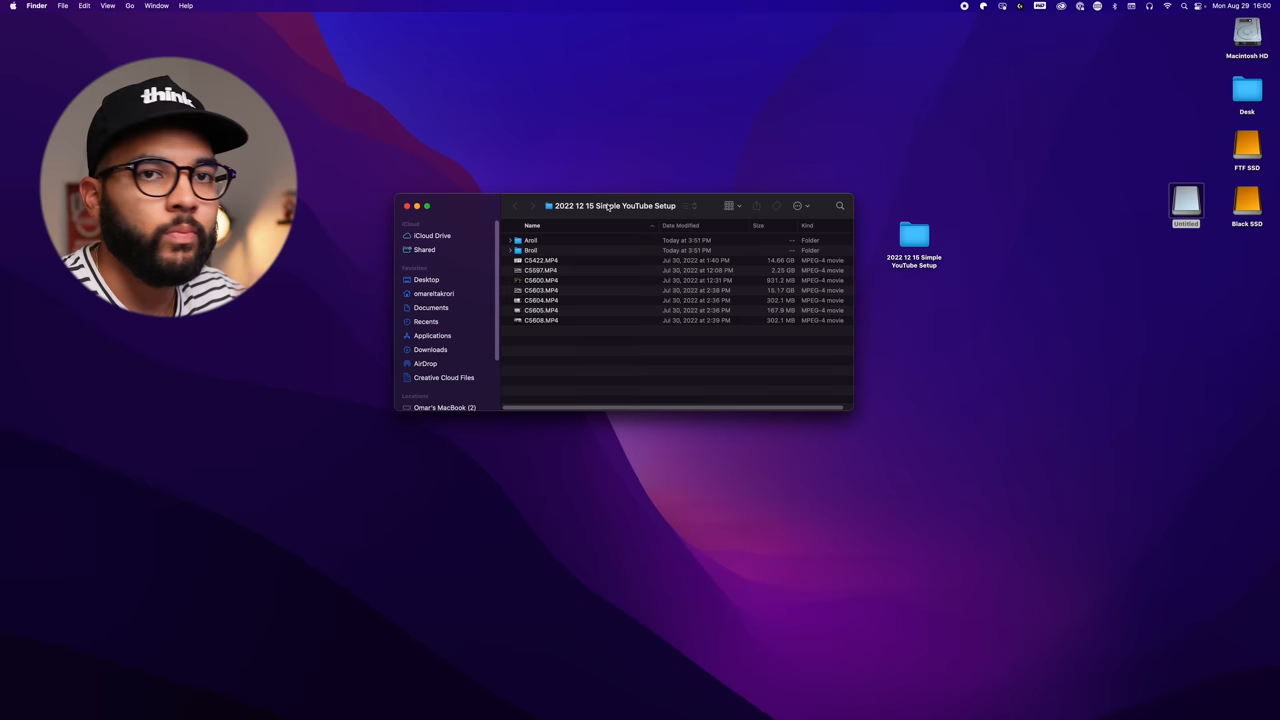 Finder File Edit View Go Window Help
Mon Aug 29 16:00
think
Macintosh HD
Desk
FTF SSD
Untitled
Black SSD
2022 12 15 Simple
YouTube Setup
2022 12 15 Simple YouTube Setup
iCloud
iCloud Drive
Shared
Favorites
Desktop
omareltakrori
Documents
Recents
Applications
Downloads
AirDrop
Creative Cloud Files
Locations
Omar's MacBook (2)
Name Date Modified Size Kind
Aroll Today at 3:51 PM -- Folder
Broll Today at 3:51 PM -- Folder
C5422.MP4 Jul 30, 2022 at 1:40 PM 14.66 GB MPEG-4 movie
C5597.MP4 Jul 30, 2022 at 12:08 PM 2.25 GB MPEG-4 movie
C5600.MP4 Jul 30, 2022 at 12:31 PM 931.2 MB MPEG-4 movie
C5603.MP4 Jul 30, 2022 at 2:38 PM 15.17 GB MPEG-4 movie
C5604.MP4 Jul 30, 2022 at 2:38 PM 302.1 MB MPEG-4 movie
C5605.MP4 Jul 30, 2022 at 2:38 PM 167.9 MB MPEG-4 movie
C5608.MP4 Jul 30, 2022 at 2:39 PM 302.1 MB MPEG-4 movie